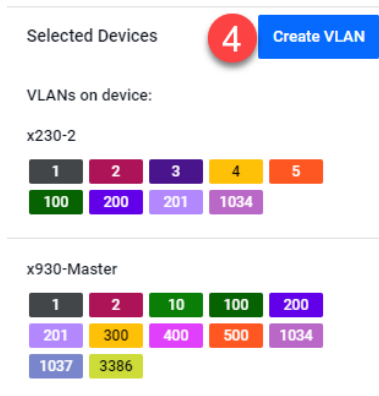 Selected Devices 4 Create VLAN
VLANs on device:
x230-2
1 2 3 4 5
100 200 201 1034
x930-Master
1 2 10 100 200
201 300 400 500 1034
1037 3386